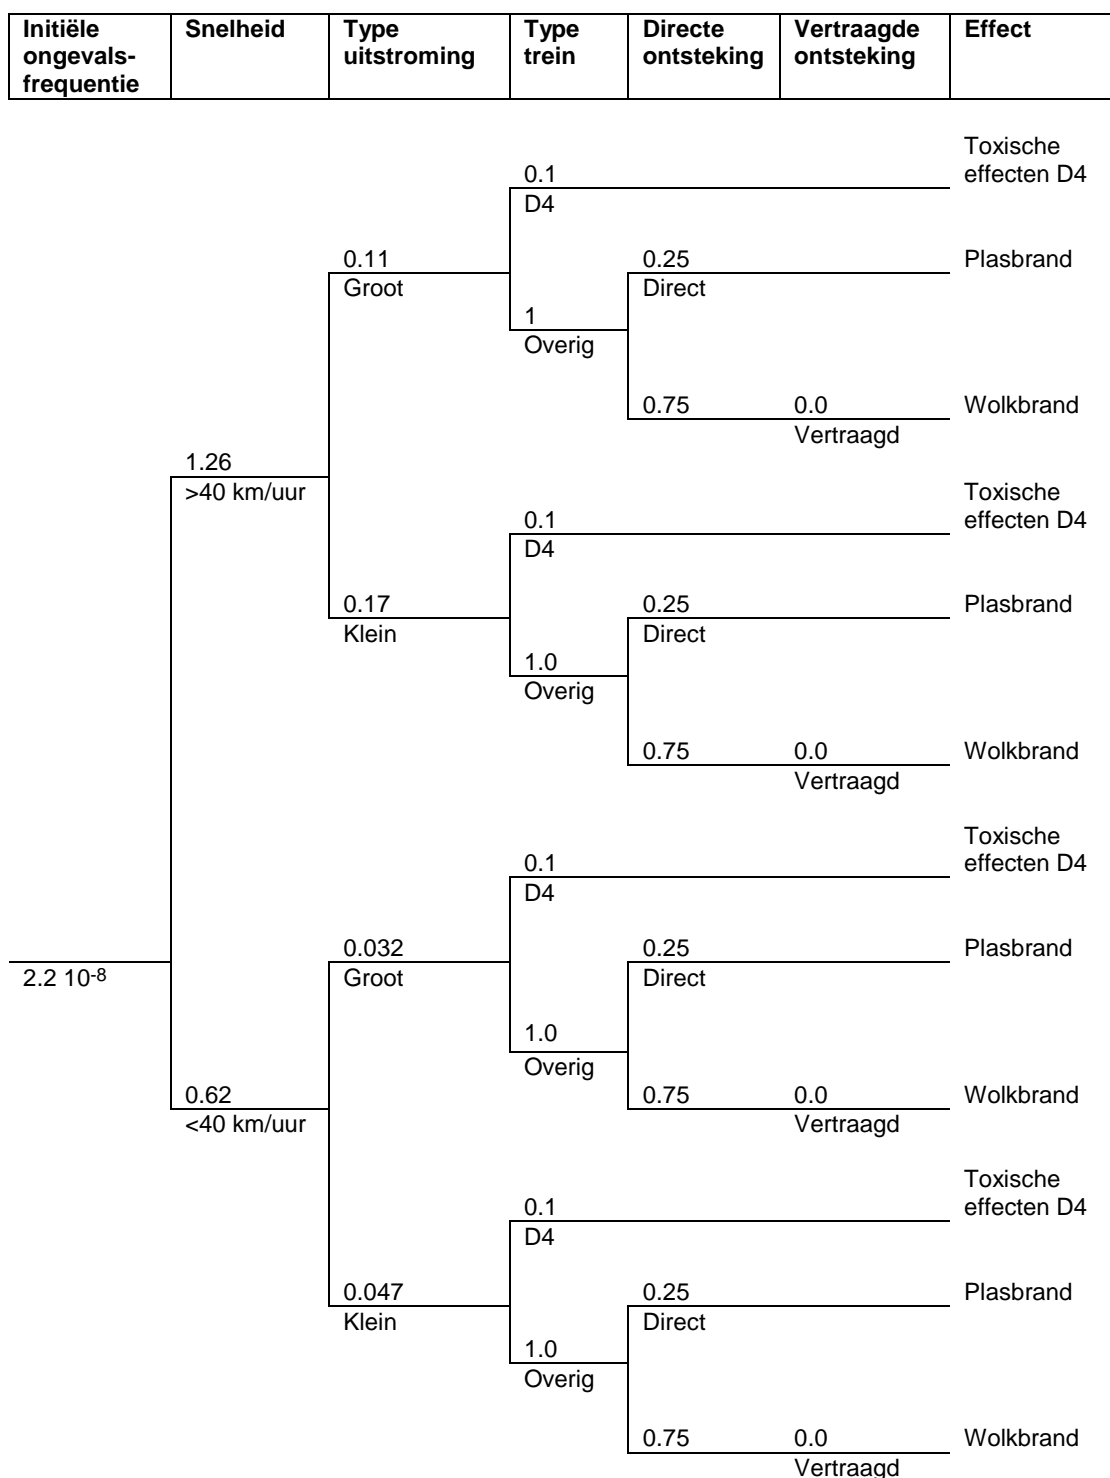 Initiële ongevals-frequentie
Snelheid
Type uitstroming
Type trein
Directe ontsteking
Vertraagde ontsteking
Effect
Toxische
0.1 effecten D4
D4
0.11 0.25 Plasbrand
Groot Direct
1
Overig
0.75 0.0 Wolkbrand
Vertraagd
1.26
>40 km/uur Toxische
0.1 effecten D4
D4
0.17 0.25 Plasbrand
Klein Direct
1.0
Overig
0.75 0.0 Wolkbrand
Vertraagd
Toxische
0.1 effecten D4
D4
0.032 0.25 Plasbrand
2.2 10-8 Groot Direct
1.0
Overig
0.62 0.75 0.0 Wolkbrand
<40 km/uur Vertraagd
Toxische
0.1 effecten D4
D4
0.047 0.25 Plasbrand
Klein Direct
1.0
Overig
0.75 0.0 Wolkbrand
Vertraagd